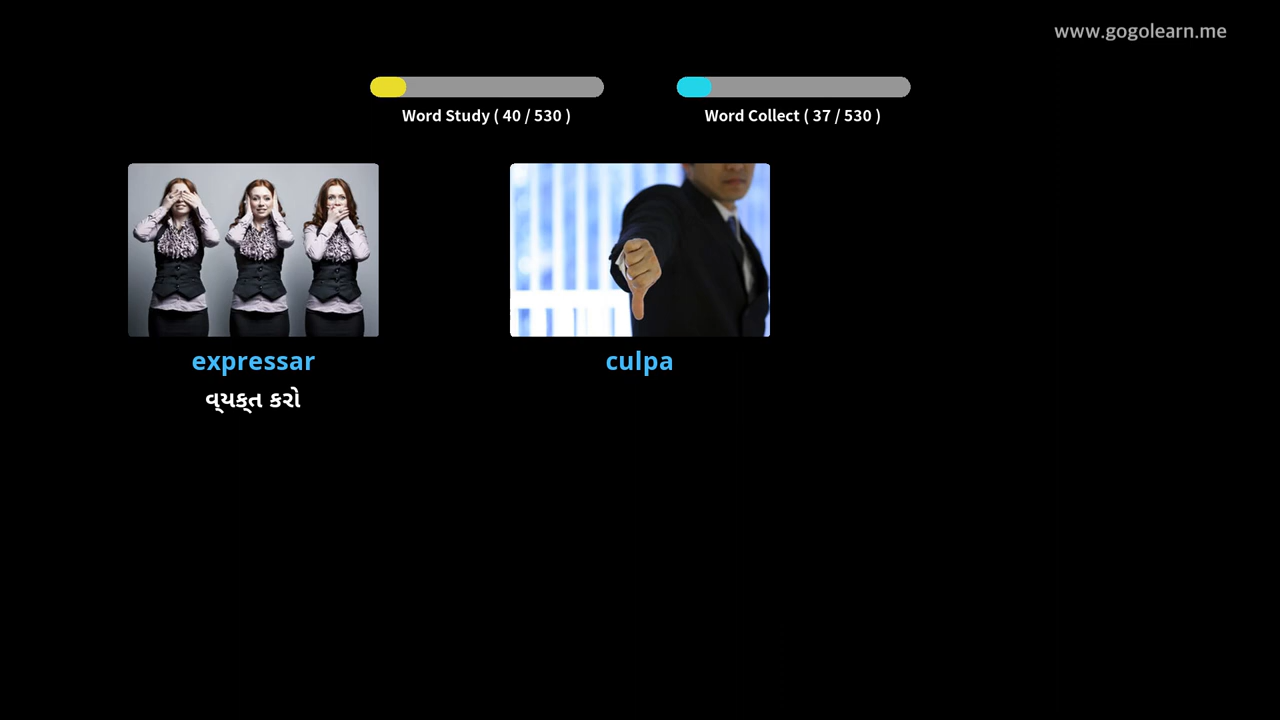 www.gogolearn.me
Word Study ( 40 / 530 )
Word Collect ( 37 / 530 )
expressar
વ્યક્ત કરો
culpa